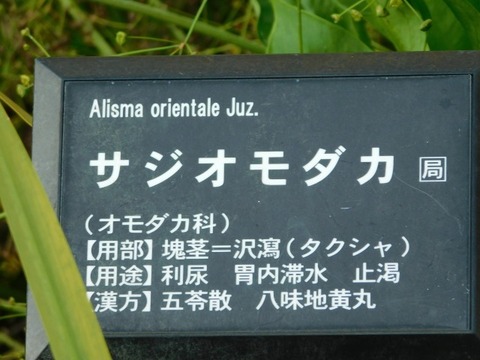 Alisma orientale Juz.
サジオモダカ 局
(オモダカ科)
【用部】塊茎=沢瀉(タクシャ)
【用途】利尿 胃内滞水 止渇
【漢方】五苓散 八味地黄丸